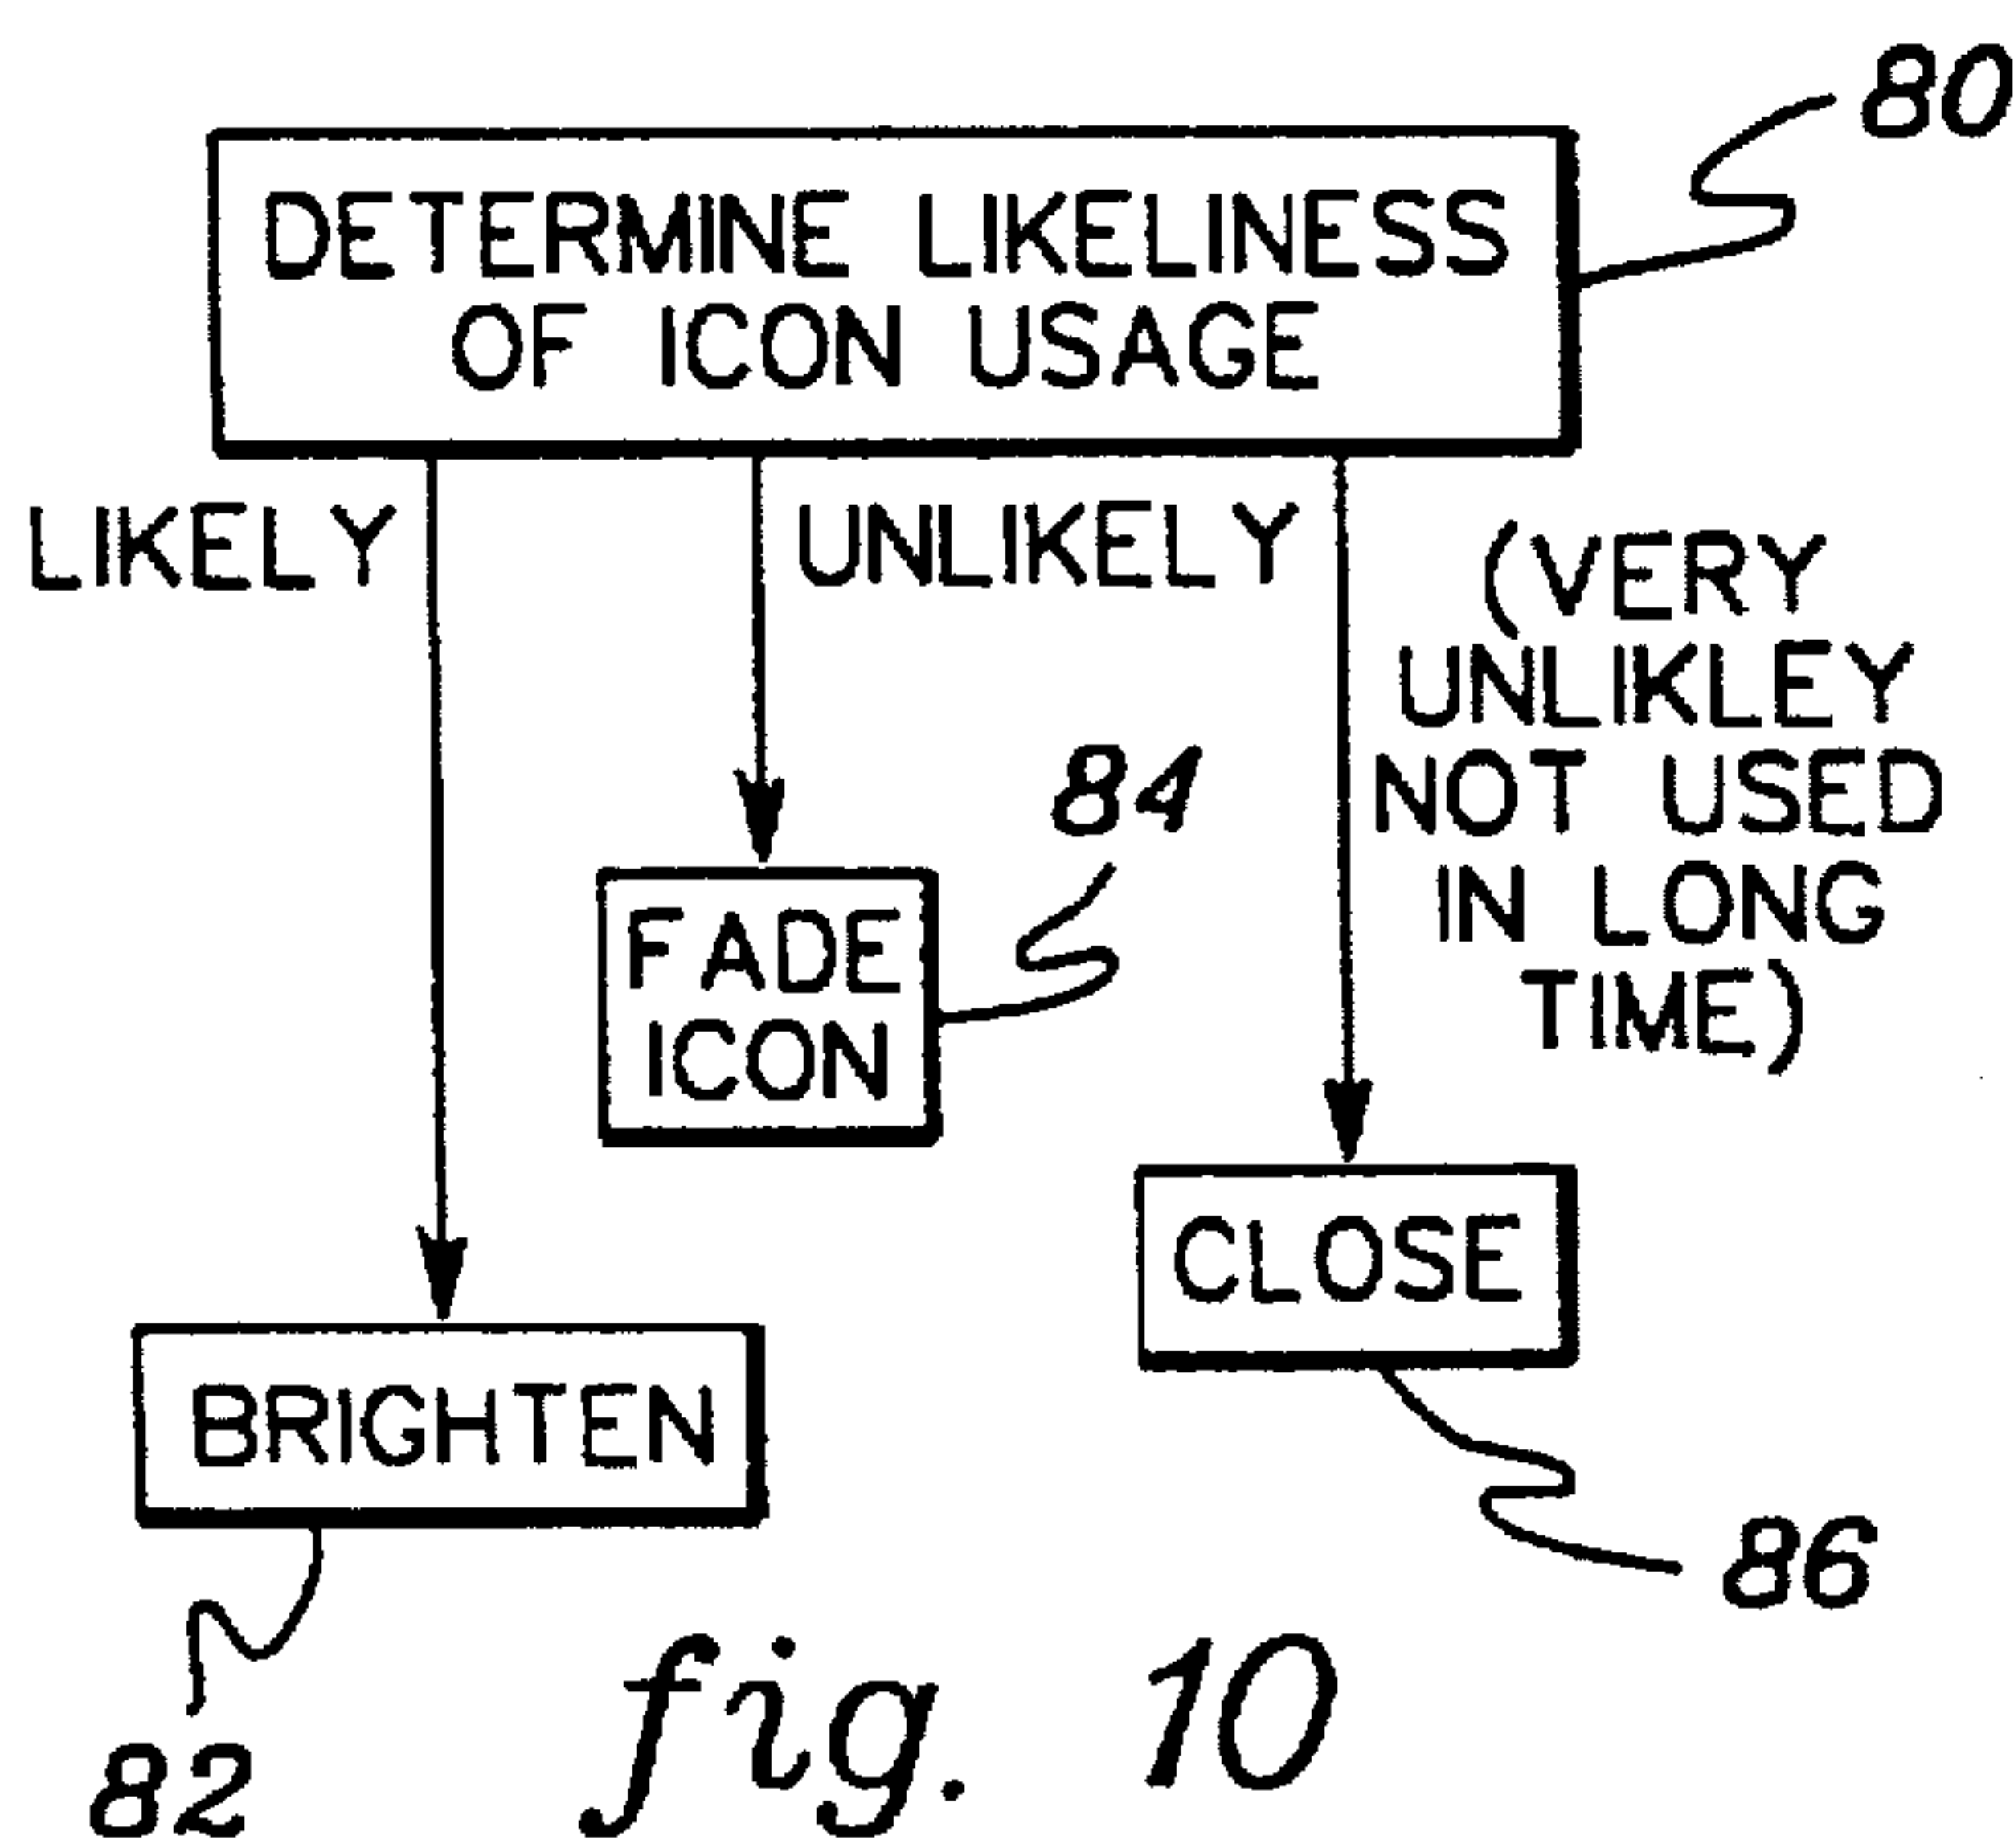 80
DETERMINE LIKELINESS
OF ICON USAGE
LIKELY
UNLIKELY
(VERY
UNLIKLEY
NOT USED
IN LONG
TIME)
84
FADE
ICON
CLOSE
BRIGHTEN
86
82
fig. 10